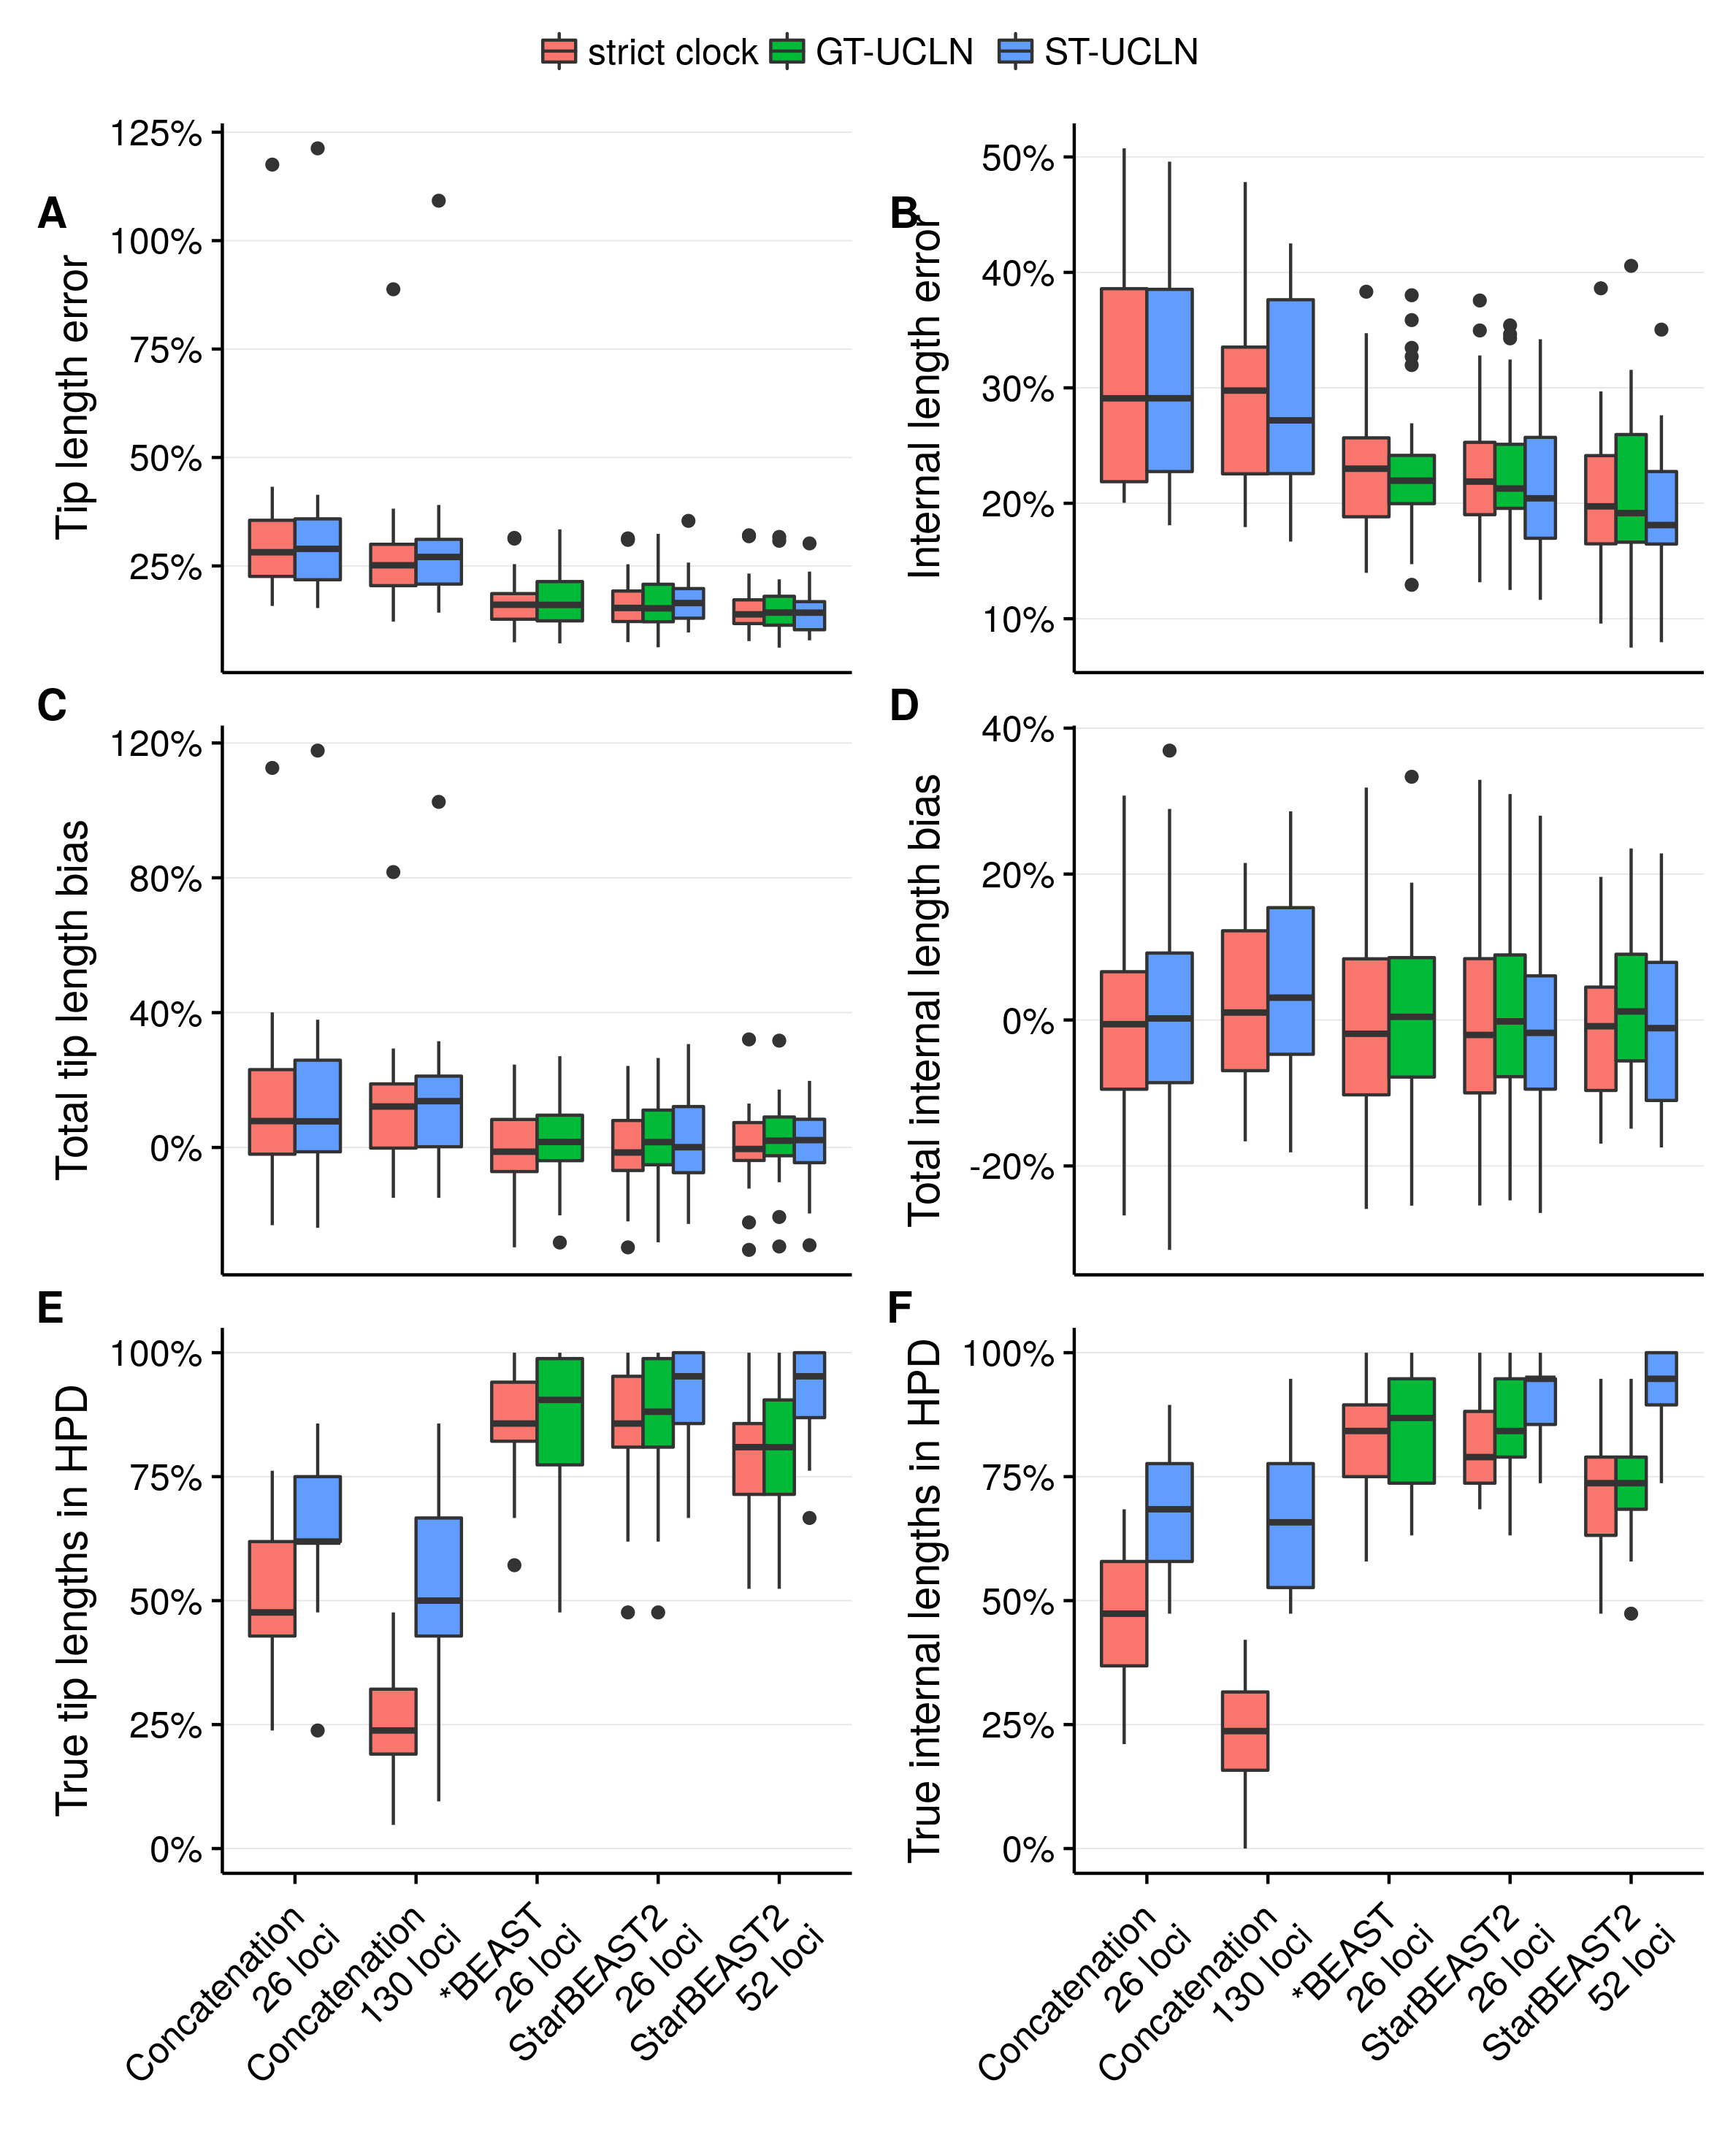 strict clock GT-UCLN ST-UCLN
A
Tip length error
125%
100%
75%
50%
25%
B
Internal length error
50%
40%
30%
20%
10%
C
Total tip length bias
120%
80%
40%
0%
D
Total internal length bias
40%
20%
0%
-20%
E
True tip lengths in HPD
100%
75%
50%
25%
0%
F
True internal lengths in HPD
100%
75%
50%
25%
0%
Concatenation
26 loci
Concatenation
130 loci
*BEAST
26 loci
StarBEAST2
26 loci
StarBEAST2
52 loci
Concatenation
26 loci
Concatenation
130 loci
*BEAST
26 loci
StarBEAST2
26 loci
StarBEAST2
52 loci